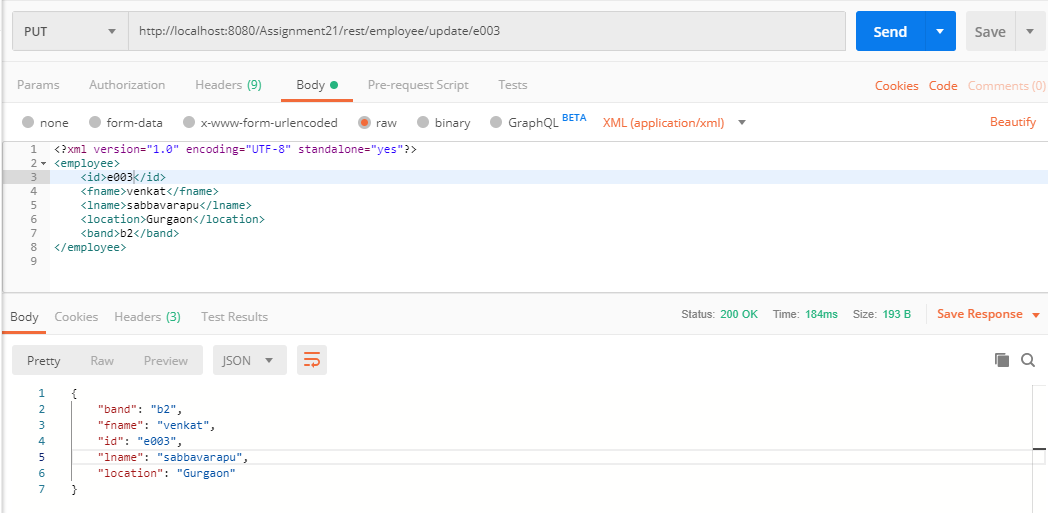 PUT http://localhost:8080/Assignment21/rest/employee/update/e003 Send Save
Params Authorization Headers (9) Body Pre-request Script Tests Cookies Code Comments (0)
none form-data x-www-form-urlencoded raw binary GraphQL BETA XML (application/xml) Beautify
1 <?xml version="1.0" encoding="UTF-8" standalone="yes"?>
2 <employee>
3 <id>e003</id>
4 <fname>venkat</fname>
5 <lname>sabbavarapu</lname>
6 <location>Gurgaon</location>
7 <band>b2</band>
8 </employee>
9
Body Cookies Headers (3) Test Results Status: 200 OK Time: 184ms Size: 193 B Save Response
Pretty Raw Preview JSON
1 {
2 "band": "b2",
3 "fname": "venkat",
4 "id": "e003",
5 "lname": "sabbavarapu",
6 "location": "Gurgaon"
7 }